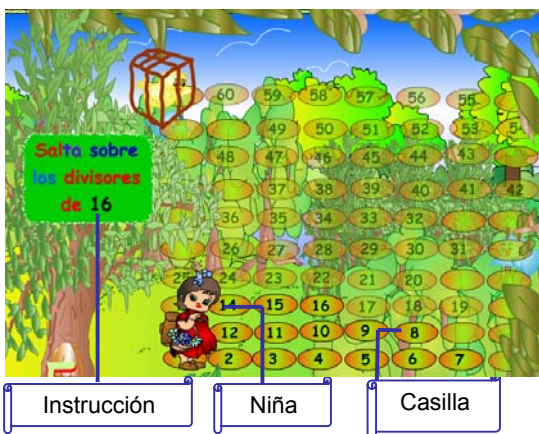 60 59 58 57 56 55
49 50 51 52 53 54
48 47 46 45 44 43
37 38 39 40 41 42
36 35 34 33 32
26 27 28 29 30 31
25 24 23 22 21 20
14 15 16 17 18 19
12 11 10 9 8
2 3 4 5 6 7
Salta sobre
los divisores
de 16
Instrucción
Niña
Casilla